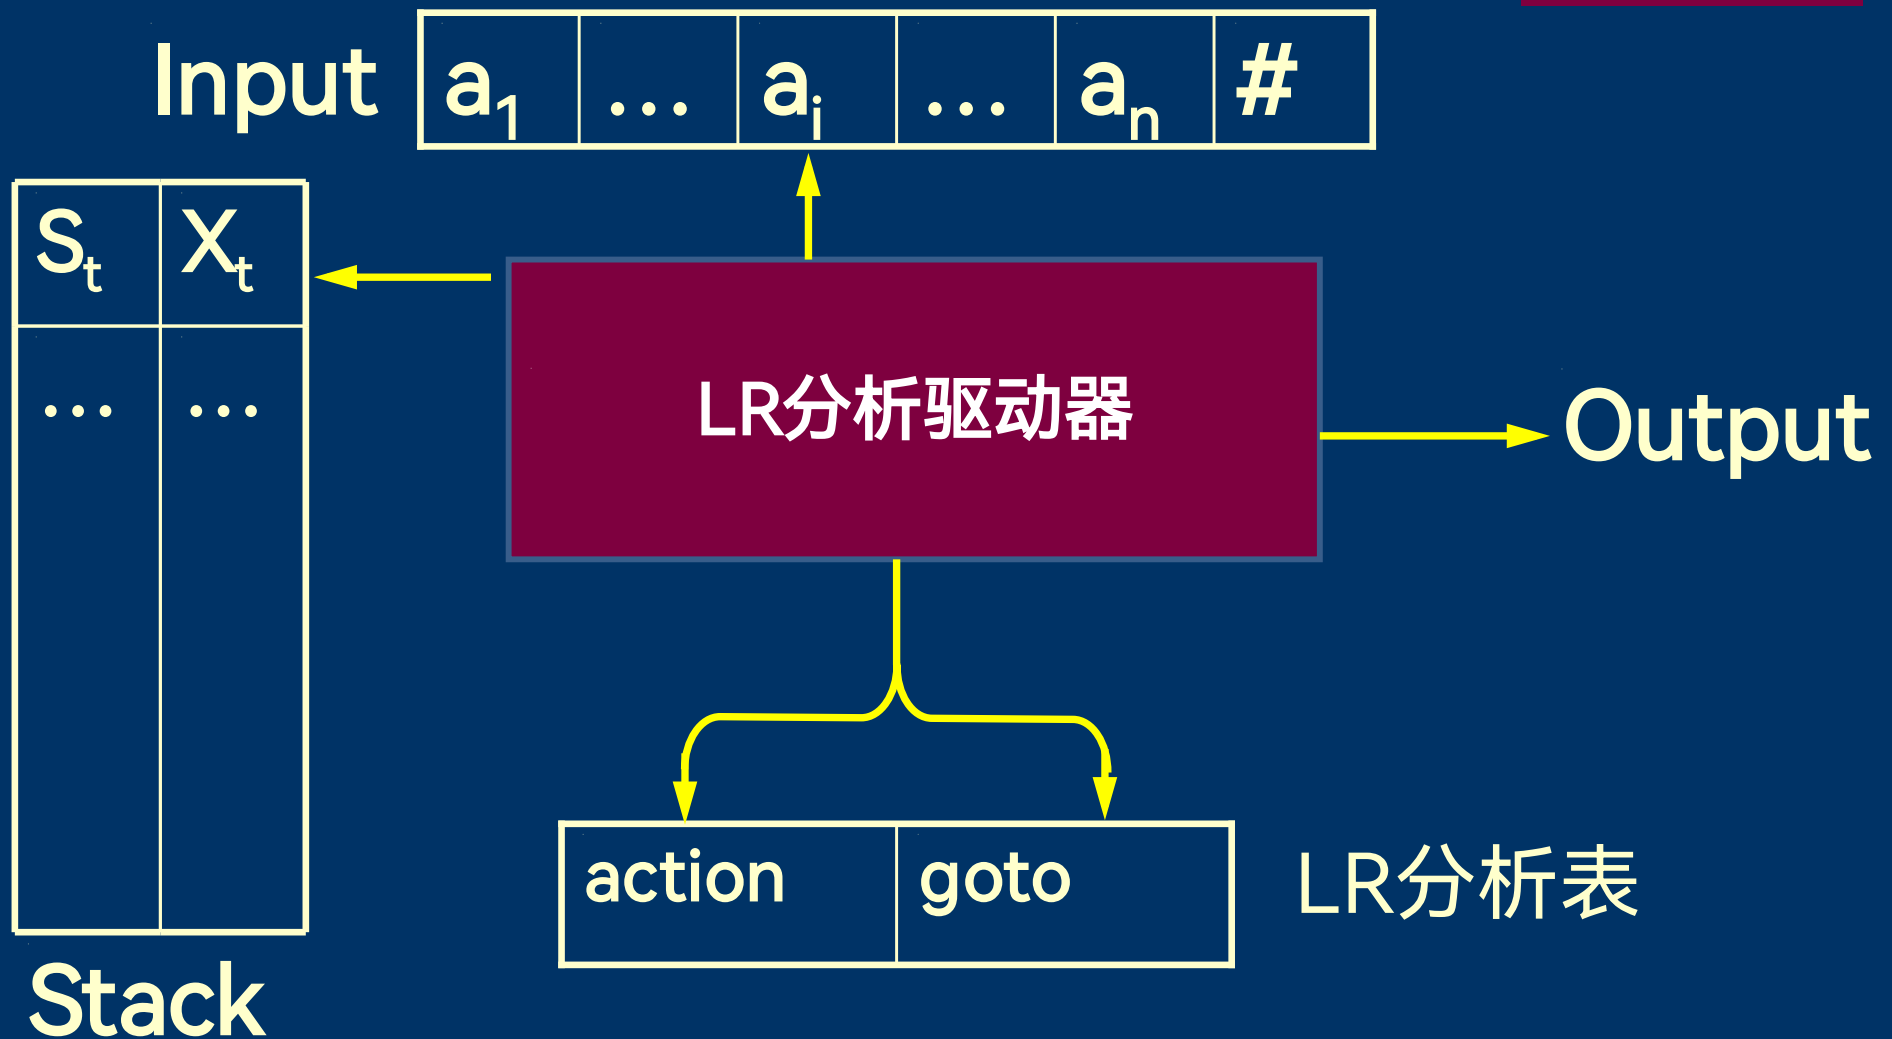 Input a₁ ... aᵢ ... aₙ #
Sₜ Xₜ
... ...
LR分析驱动器
Output
action goto
LR分析表
Stack